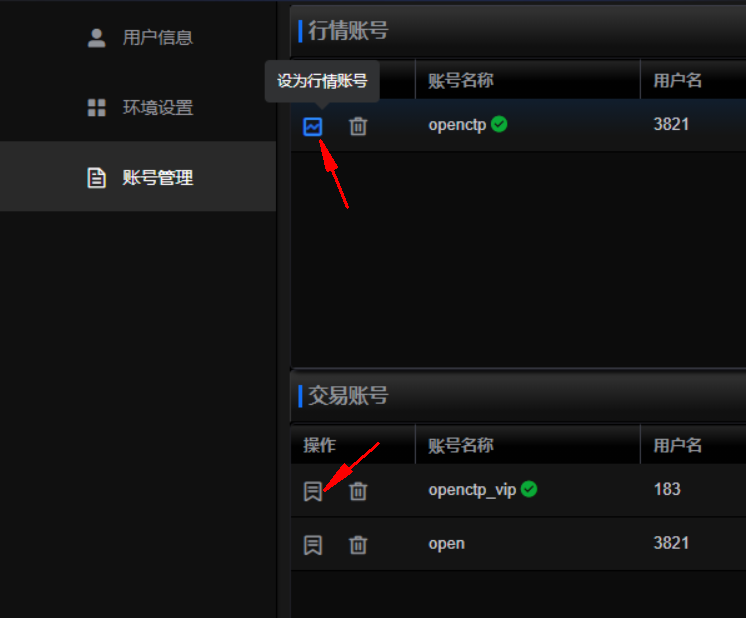 用户信息
环境设置
账号管理
行情账号
设为行情账号
账号名称 用户名
openctp 3821
交易账号
操作 账号名称 用户名
openctp_vip 183
open 3821